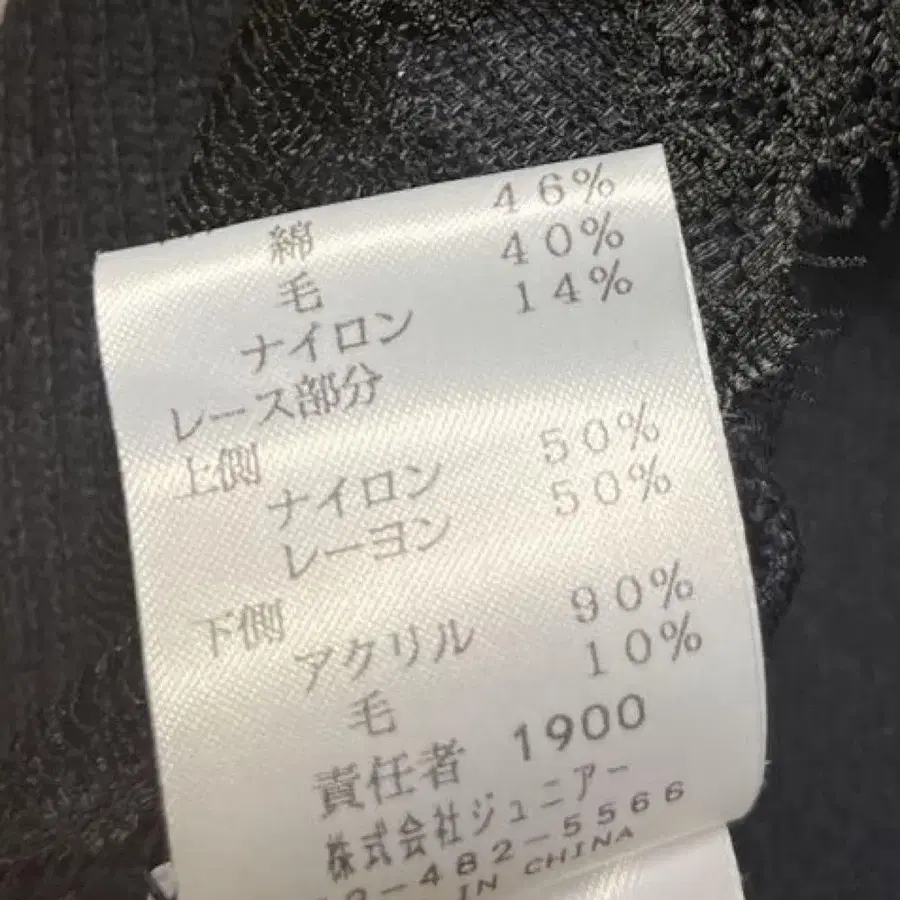 綿 46%
毛 40%
ナイロン 14%
レース部分
上側
ナイロン 50%
レーヨン 50%
下側
アクリル 90%
毛 10%
責任者 1900
株式会社ジュニアー
-482-5566
IN CHINA